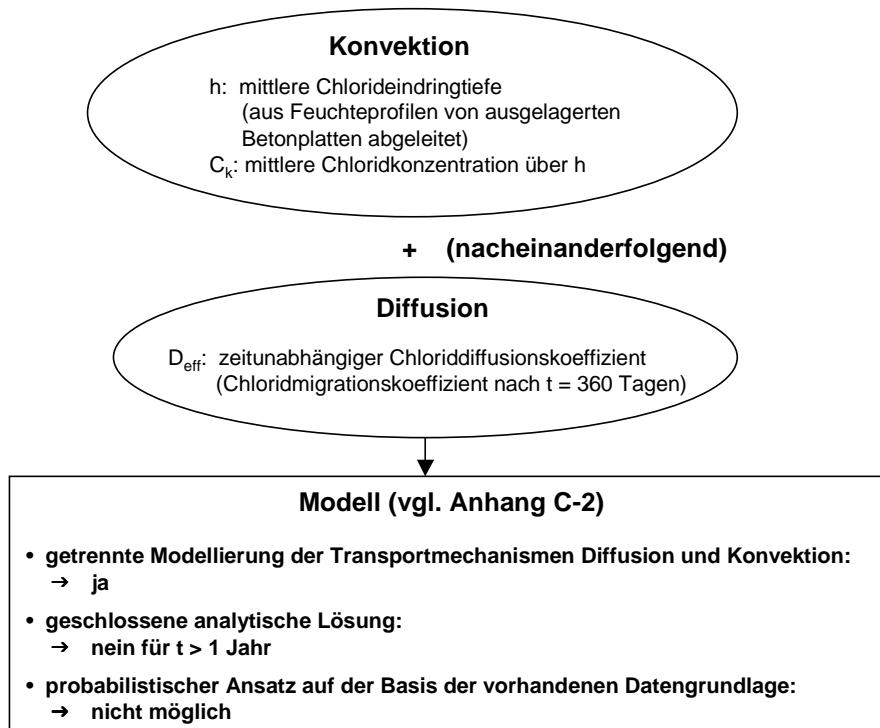 Konvektion
h: mittlere Chlorideindringtiefe
(aus Feuchteprofilen von ausgelagerten
Betonplatten abgeleitet)
Ck: mittlere Chloridkonzentration über h
+ (nacheinanderfolgend)
Diffusion
Deff: zeitunabhängiger Chloriddiffusionskoeffizient
(Chloridmigrationskoeffizient nach t = 360 Tagen)
Modell (vgl. Anhang C-2)
• getrennte Modellierung der Transportmechanismen Diffusion und Konvektion:
→ ja
• geschlossene analytische Lösung:
→ nein für t > 1 Jahr
• probabilistischer Ansatz auf der Basis der vorhandenen Datengrundlage:
→ nicht möglich